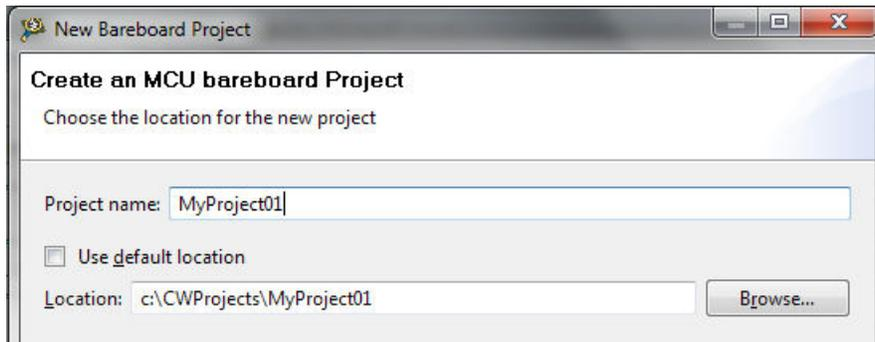 New Bareboard Project
Create an MCU bareboard Project
Choose the location for the new project
Project name: MyProject01
Use default location
Location: c:\CWProjects\MyProject01 Browse...